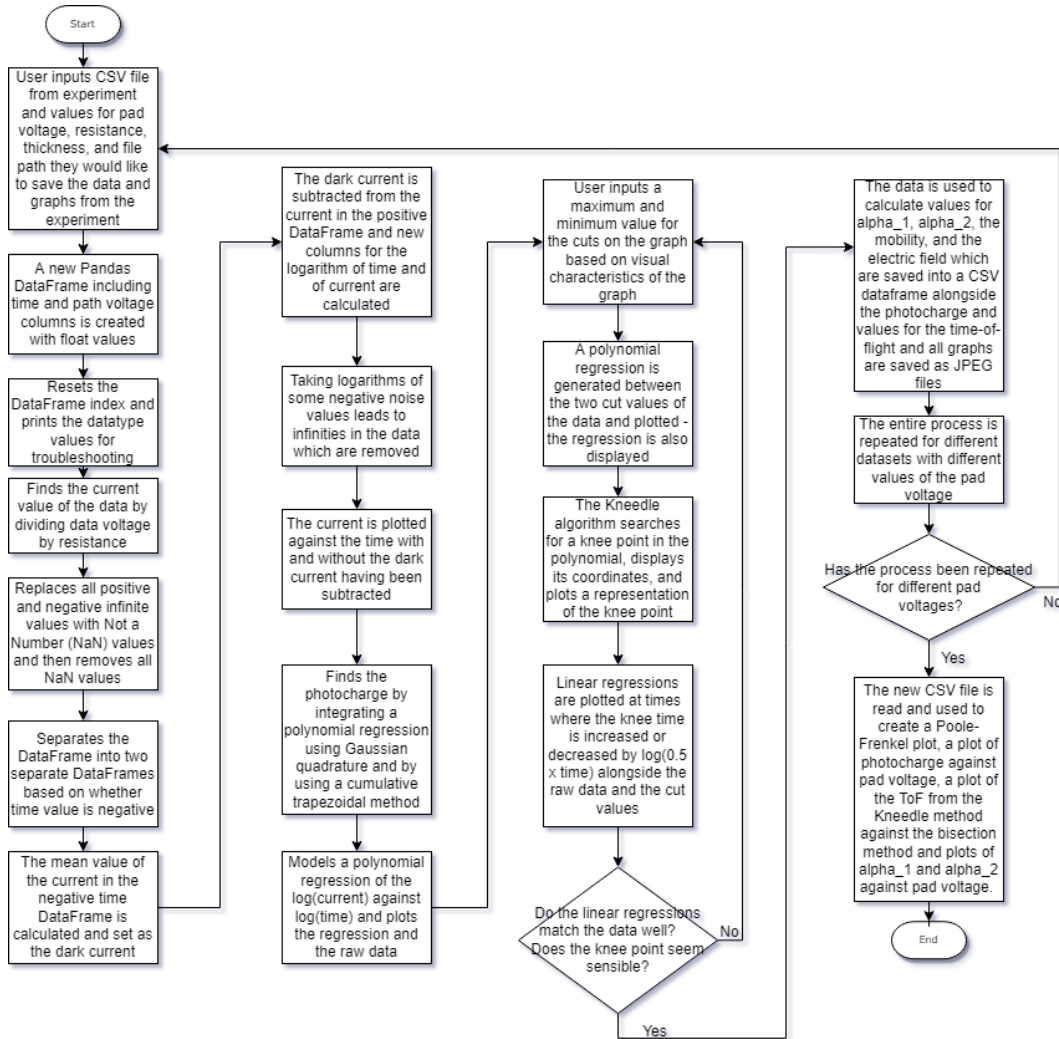 Start
User inputs CSV file
from experiment
and values for pad
voltage, resistance,
thickness, and file
path they would like
to save the data and
graphs from the
experiment
A new Pandas
DataFrame including
time and path voltage
columns is created
with float values
Resets the
DataFrame index and
prints the datatype
values for
troubleshooting
Finds the current
value of the data by
dividing data voltage
by resistance
Replaces all positive
and negative infinite
values with Not a
Number (NaN) values
and then removes all
NaN values
Separates the
DataFrame into two
separate DataFrames
based on whether
time value is negative
The mean value of
the current in the
negative time
DataFrame is
calculated and set as
the dark current
The dark current is
subtracted from the
current in the positive
DataFrame and new
columns for the
logarithm of time and
of current are
calculated
Taking logarithms of
some negative noise
values leads to
infinities in the data
which are removed
The current is plotted
against the time with
and without the dark
current having been
subtracted
Finds the
photocharge by
integrating a
polynomial regression
using Gaussian
quadrature and by
using a cumulative
trapezoidal method
Models a polynomial
regression of the
log(current) against
log(time) and plots
the regression and
the raw data
User inputs a
maximum and
minimum value for
the cuts on the graph
based on visual
characteristics of the
graph
A polynomial
regression is
generated between
the two cut values of
the data and plotted -
the regression is also
displayed
The Kneedle
algorithm searches
for a knee point in the
polynomial, displays
its coordinates, and
plots a representation
of the knee point
Linear regressions
are plotted at times
where the knee time
is increased or
decreased by log(0.5
x time) alongside the
raw data and the cut
values
Do the linear regressions
match the data well?
Does the knee point seem
sensible?
No
Yes
The data is used to
calculate values for
alpha_1, alpha_2, the
mobility, and the
electric field which
are saved into a CSV
dataframe alongside
the photocharge and
values for the time-of-
flight and all graphs
are saved as JPEG
files
The entire process is
repeated for different
datasets with different
values of the pad
voltage
Has the process been repeated
for different pad
voltages?
No
Yes
The new CSV file is
read and used to
create a Poole-
Frenkel plot, a plot of
photocharge against
pad voltage, a plot of
the ToF from the
Kneedle method
against the bisection
method and plots of
alpha_1 and alpha_2
against pad voltage.
End